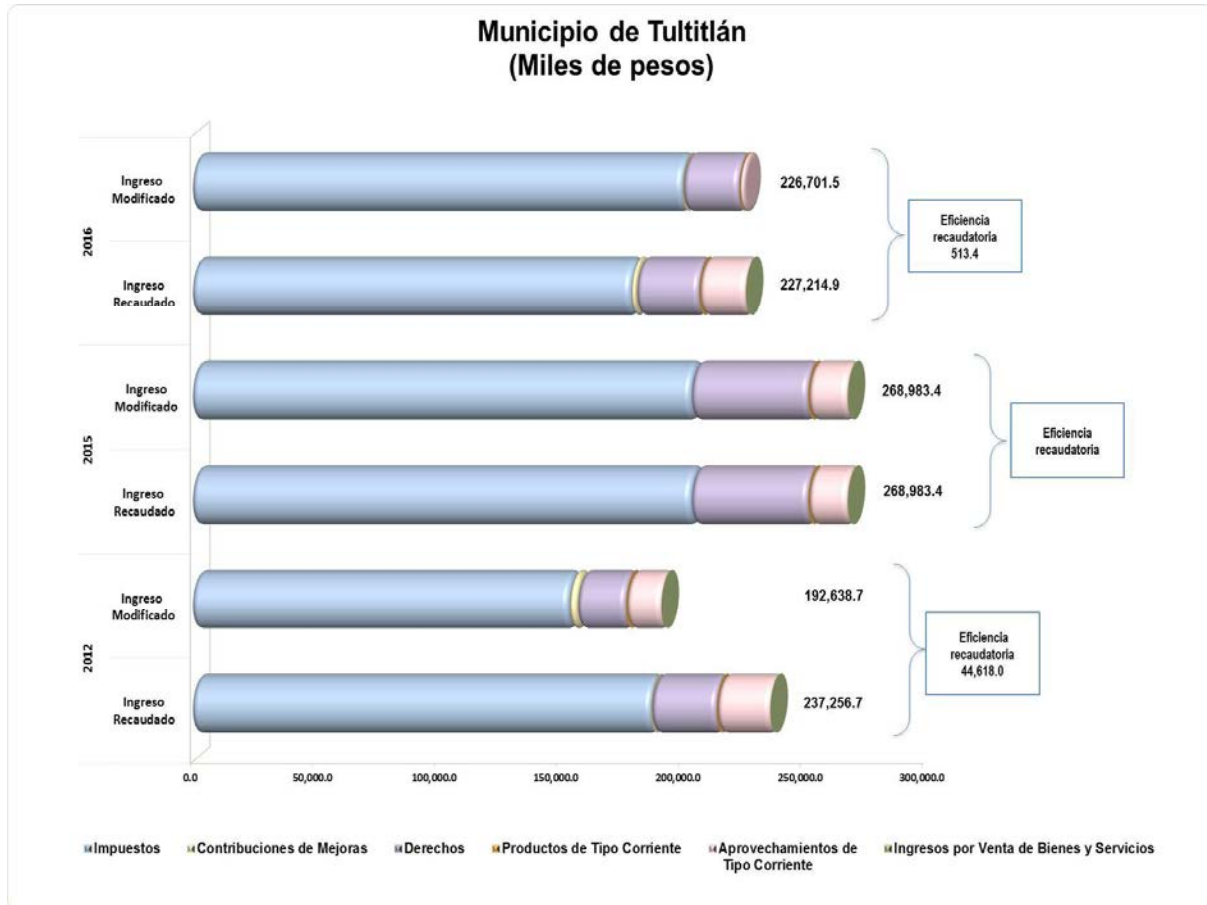 Municipio de Tultitlán
(Miles de pesos)
2016
Ingreso
Modificado
226,701.5
Ingreso
Recaudado
227,214.9
Eficiencia
recaudatoria
513.4
2015
Ingreso
Modificado
268,983.4
Ingreso
Recaudado
268,983.4
Eficiencia
recaudatoria
2012
Ingreso
Modificado
192,638.7
Ingreso
Recaudado
237,256.7
Eficiencia
recaudatoria
44,618.0
0.0 50,000.0 100,000.0 150,000.0 200,000.0 250,000.0 300,000.0
Impuestos Contribuciones de Mejoras Derechos Productos de Tipo Corriente Aprovechamientos de Tipo Corriente Ingresos por Venta de Bienes y Servicios